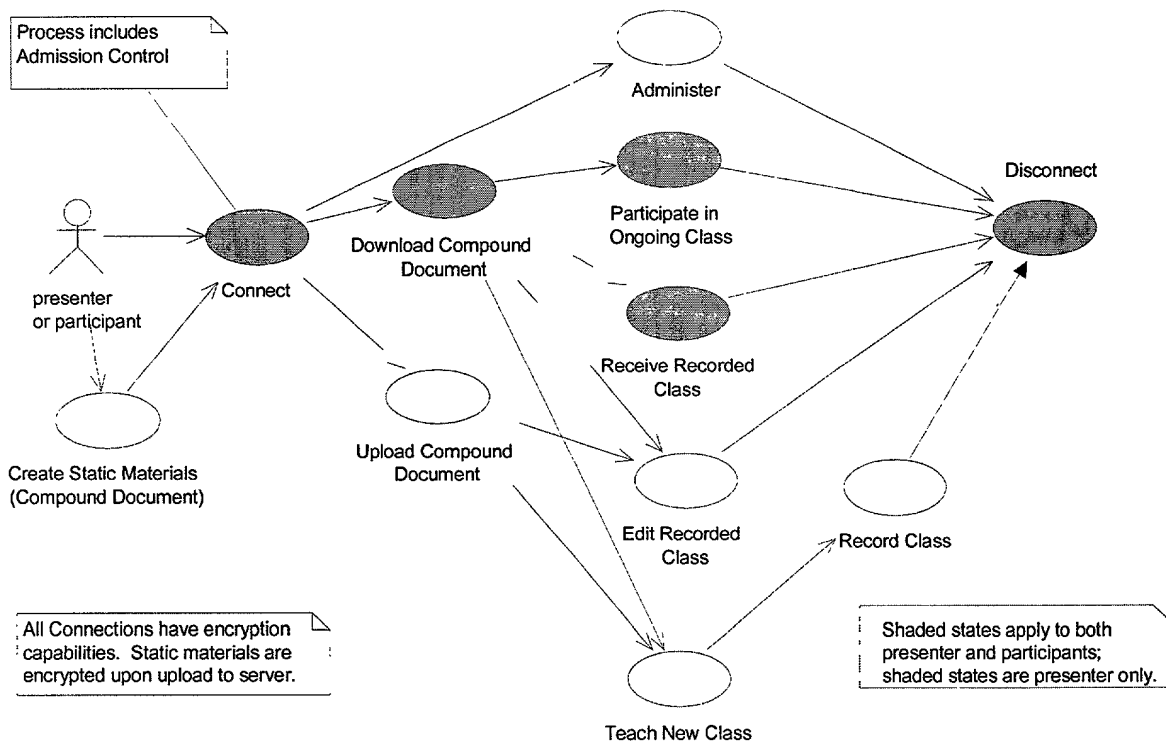 Process includes
Admission Control
Administer
Disconnect
Participate in
Ongoing Class
Download Compound
Document
Connect
presenter
or participant
Receive Recorded
Class
Upload Compound
Document
Create Static Materials
(Compound Document)
Edit Recorded
Class
Record Class
All Connections have encryption
capabilities. Static materials are
encrypted upon upload to server.
Shaded states apply to both
presenter and participants;
shaded states are presenter only.
Teach New Class